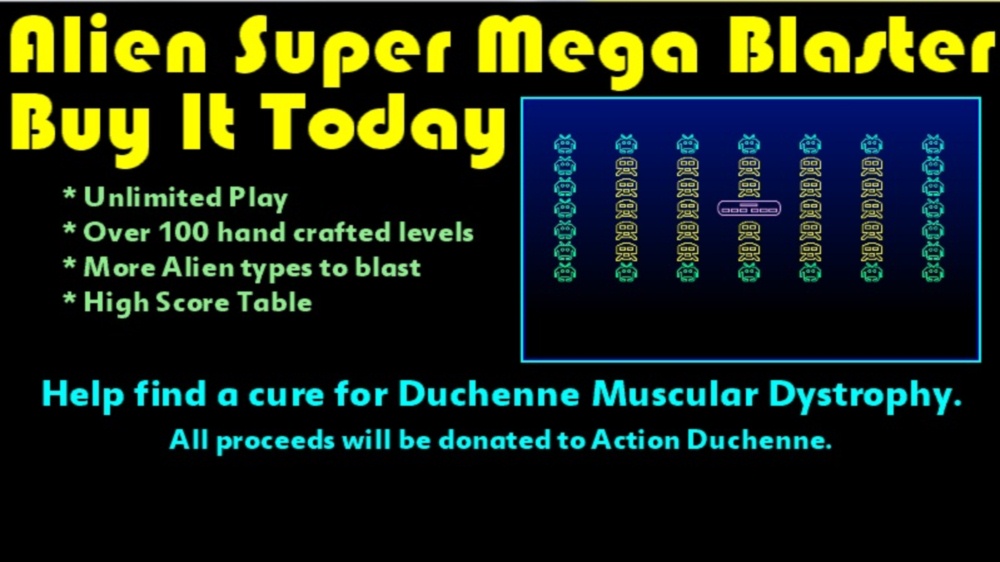 Alien Super Mega Blaster
Buy It Today
* Unlimited Play
* Over 100 hand crafted levels
* More Alien types to blast
* High Score Table
Help find a cure for Duchenne Muscular Dystrophy.
All proceeds will be donated to Action Duchenne.